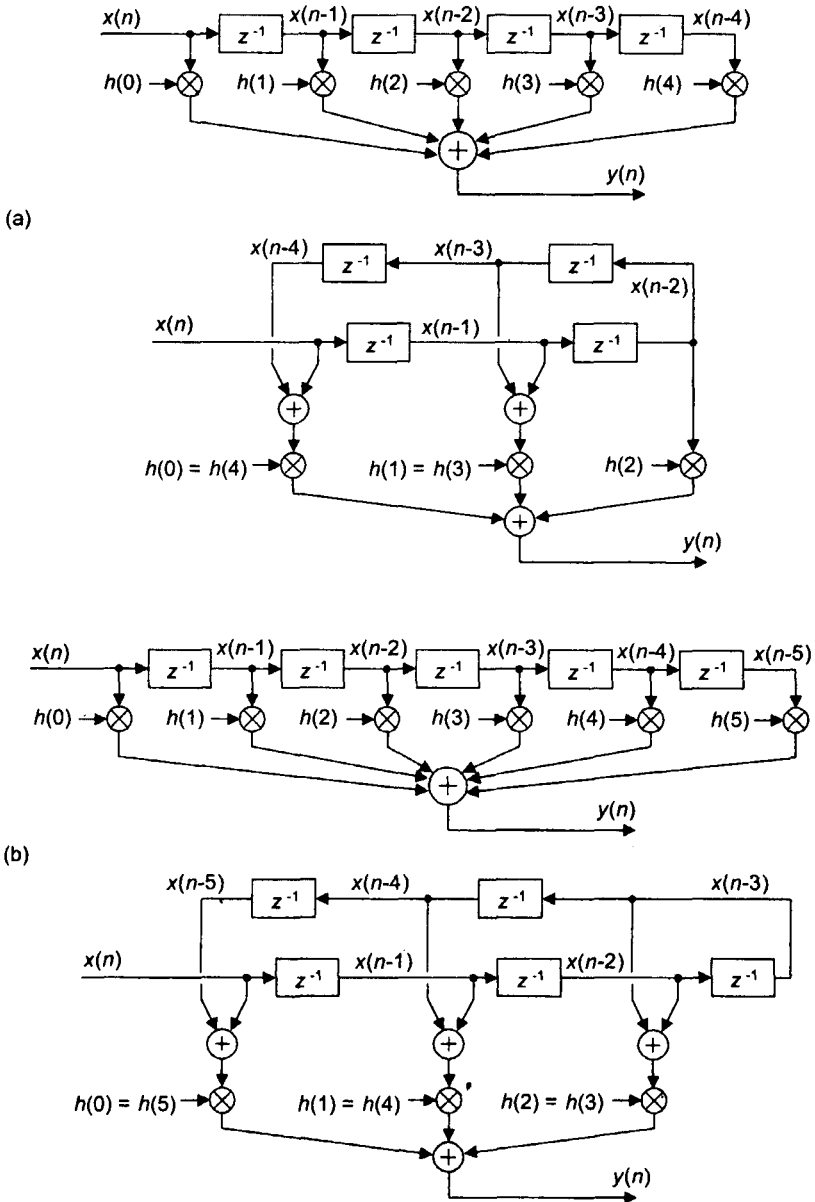 x(n) z⁻¹ x(n-1) z⁻¹ x(n-2) z⁻¹ x(n-3) z⁻¹ x(n-4)
h(0) h(1) h(2) h(3) h(4)
+
y(n)
(a)
x(n-4) z⁻¹ x(n-3) z⁻¹
x(n-2)
x(n) z⁻¹ x(n-1) z⁻¹
+ +
h(0) = h(4) h(1) = h(3) h(2)
+
y(n)
x(n) z⁻¹ x(n-1) z⁻¹ x(n-2) z⁻¹ x(n-3) z⁻¹ x(n-4) z⁻¹ x(n-5)
h(0) h(1) h(2) h(3) h(4) h(5)
+
y(n)
(b)
x(n-5) z⁻¹ x(n-4) z⁻¹ x(n-3)
x(n) z⁻¹ x(n-1) z⁻¹ x(n-2) z⁻¹
+ + +
h(0) = h(5) h(1) = h(4) h(2) = h(3)
+
y(n)